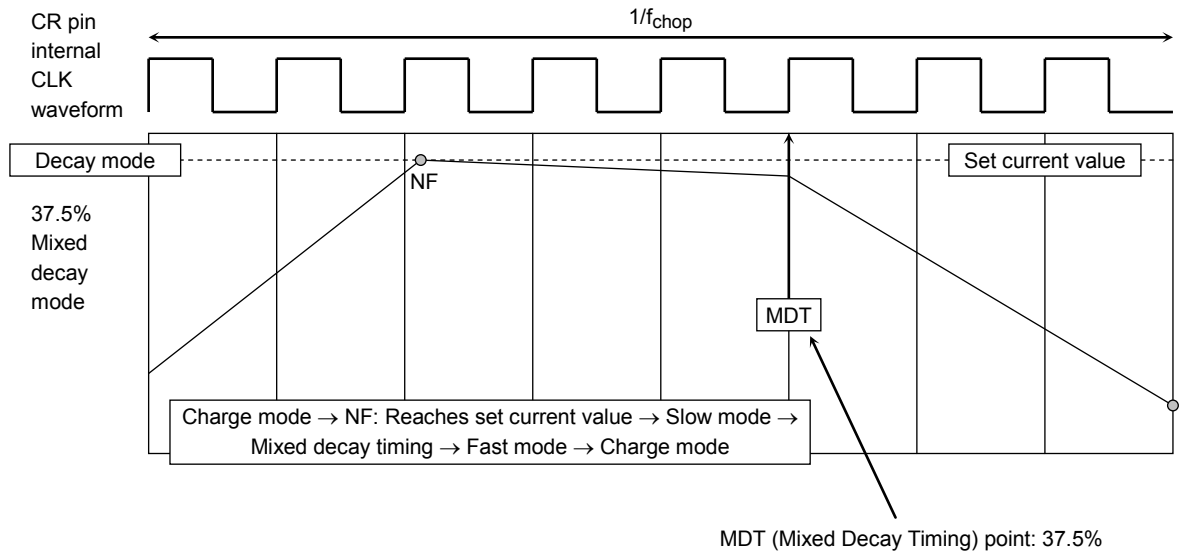 CR pin
internal
CLK
waveform
1/fchop
Decay mode
Set current value
NF
37.5%
Mixed
decay
mode
MDT
Charge mode → NF: Reaches set current value → Slow mode →
Mixed decay timing → Fast mode → Charge mode
MDT (Mixed Decay Timing) point: 37.5%